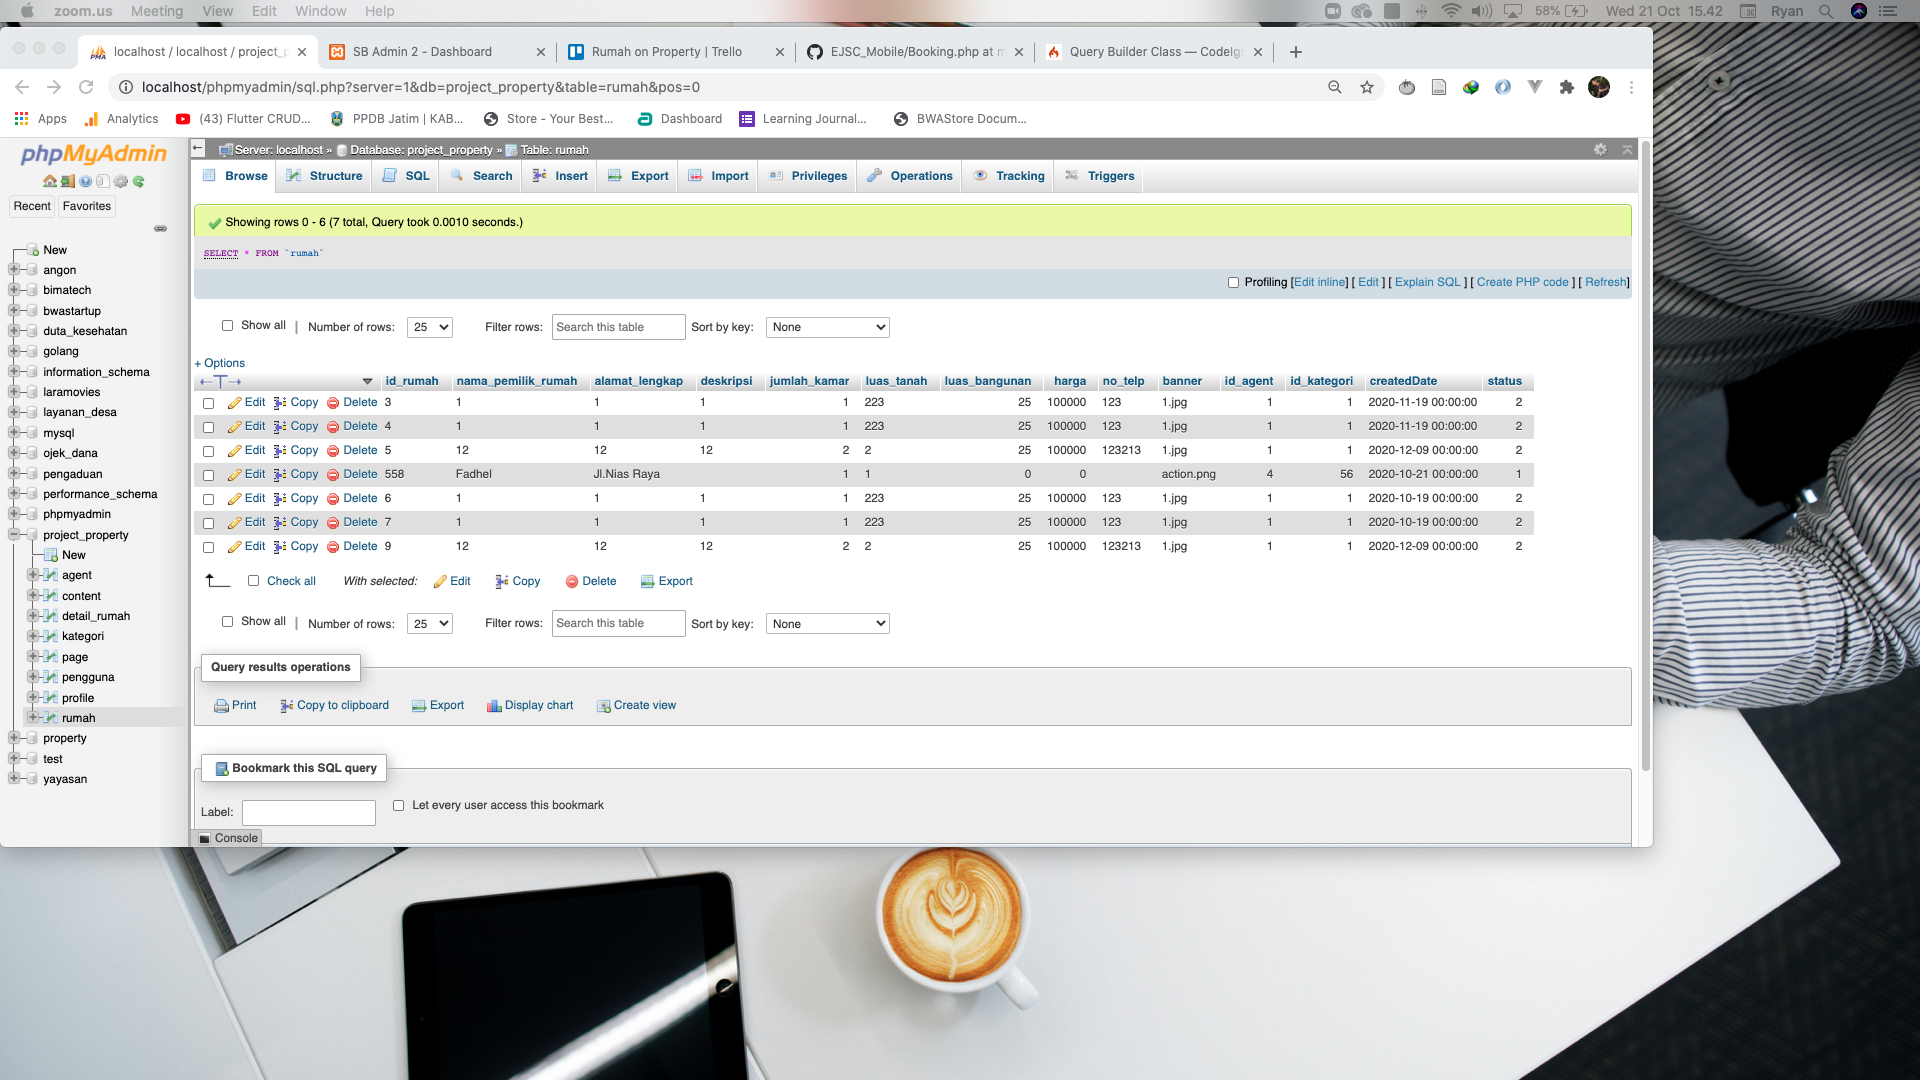 zoom.us Meeting View Edit Window Help 58% Wed 21 Oct 15.42 Ryan
localhost / localhost / project_p SB Admin 2 - Dashboard Rumah on Property | Trello EJSC_Mobile/Booking.php at m Query Builder Class — CodeIg
localhost/phpmyadmin/sql.php?server=1&db=project_property&table=rumah&pos=0
Apps Analytics (43) Flutter CRUD... PPDB Jatim | KAB... Store - Your Best... Dashboard Learning Journal... BWAStore Docum...
phpMyAdmin
Recent Favorites
New
angon
bimatech
bwastartup
duta_kesehatan
golang
information_schema
laramovies
layanan_desa
mysql
ojek_dana
pengaduan
performance_schema
phpmyadmin
project_property
New
agent
content
detail_rumah
kategori
page
pengguna
profile
rumah
property
test
yayasan
Server: localhost » Database: project_property » Table: rumah
Browse Structure SQL Search Insert Export Import Privileges Operations Tracking Triggers
Showing rows 0 - 6 (7 total, Query took 0.0010 seconds.)
SELECT * FROM `rumah`
Profiling [Edit inline] [ Edit ] [ Explain SQL ] [ Create PHP code ] [ Refresh]
Show all | Number of rows: 25 Filter rows: Search this table Sort by key: None
+ Options
←T→ id_rumah nama_pemilik_rumah alamat_lengkap deskripsi jumlah_kamar luas_tanah luas_bangunan harga no_telp banner id_agent id_kategori createdDate status
Edit Copy Delete 3 1 1 1 1 223 25 100000 123 1.jpg 1 1 2020-11-19 00:00:00 2
Edit Copy Delete 4 1 1 1 1 223 25 100000 123 1.jpg 1 1 2020-11-19 00:00:00 2
Edit Copy Delete 5 12 12 12 2 2 25 100000 123213 1.jpg 1 1 2020-12-09 00:00:00 2
Edit Copy Delete 558 Fadhel Jl.Nias Raya 1 1 0 0 action.png 4 56 2020-10-21 00:00:00 1
Edit Copy Delete 6 1 1 1 1 223 25 100000 123 1.jpg 1 1 2020-10-19 00:00:00 2
Edit Copy Delete 7 1 1 1 1 223 25 100000 123 1.jpg 1 1 2020-10-19 00:00:00 2
Edit Copy Delete 9 12 12 12 2 2 25 100000 123213 1.jpg 1 1 2020-12-09 00:00:00 2
Check all With selected: Edit Copy Delete Export
Show all | Number of rows: 25 Filter rows: Search this table Sort by key: None
Query results operations
Print Copy to clipboard Export Display chart Create view
Bookmark this SQL query
Label: Let every user access this bookmark
Console